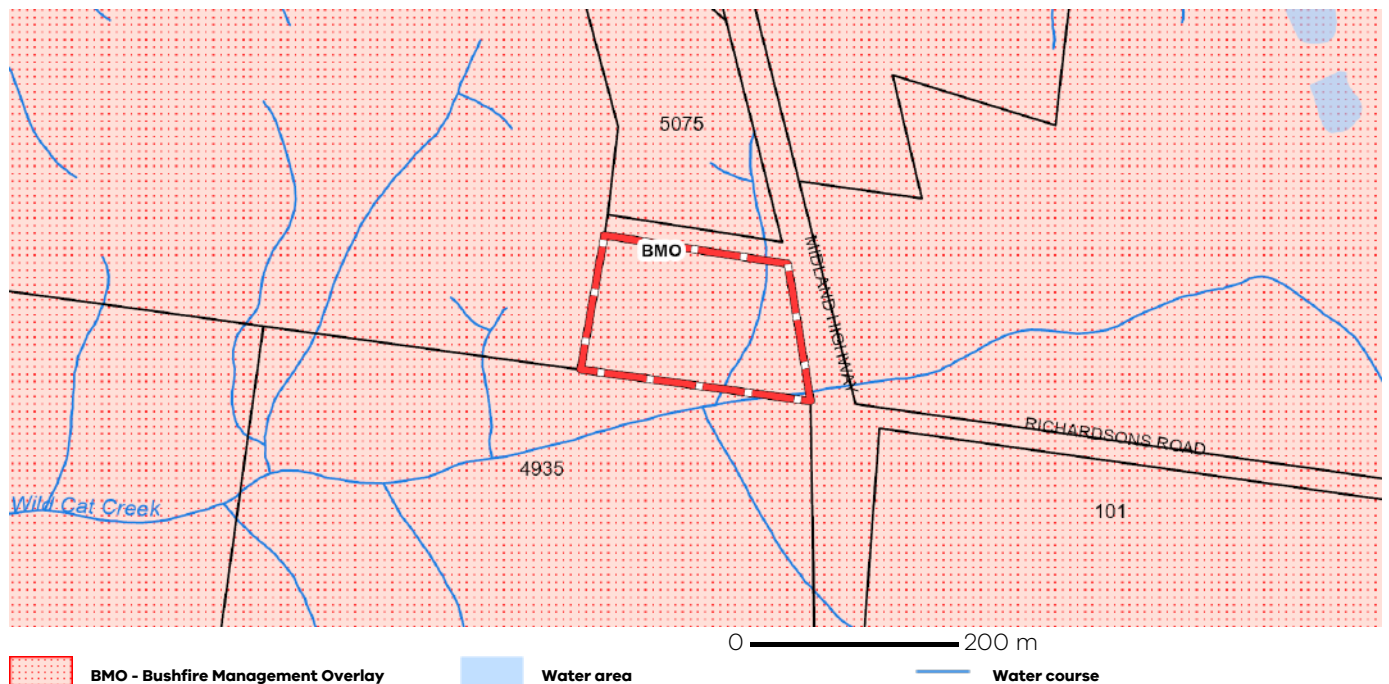 5075
BMO
MIDLAND HIGHWAY
RICHARDSONS ROAD
4935
Wild Cat Creek
101
0 200 m
BMO - Bushfire Management Overlay
Water area
Water course